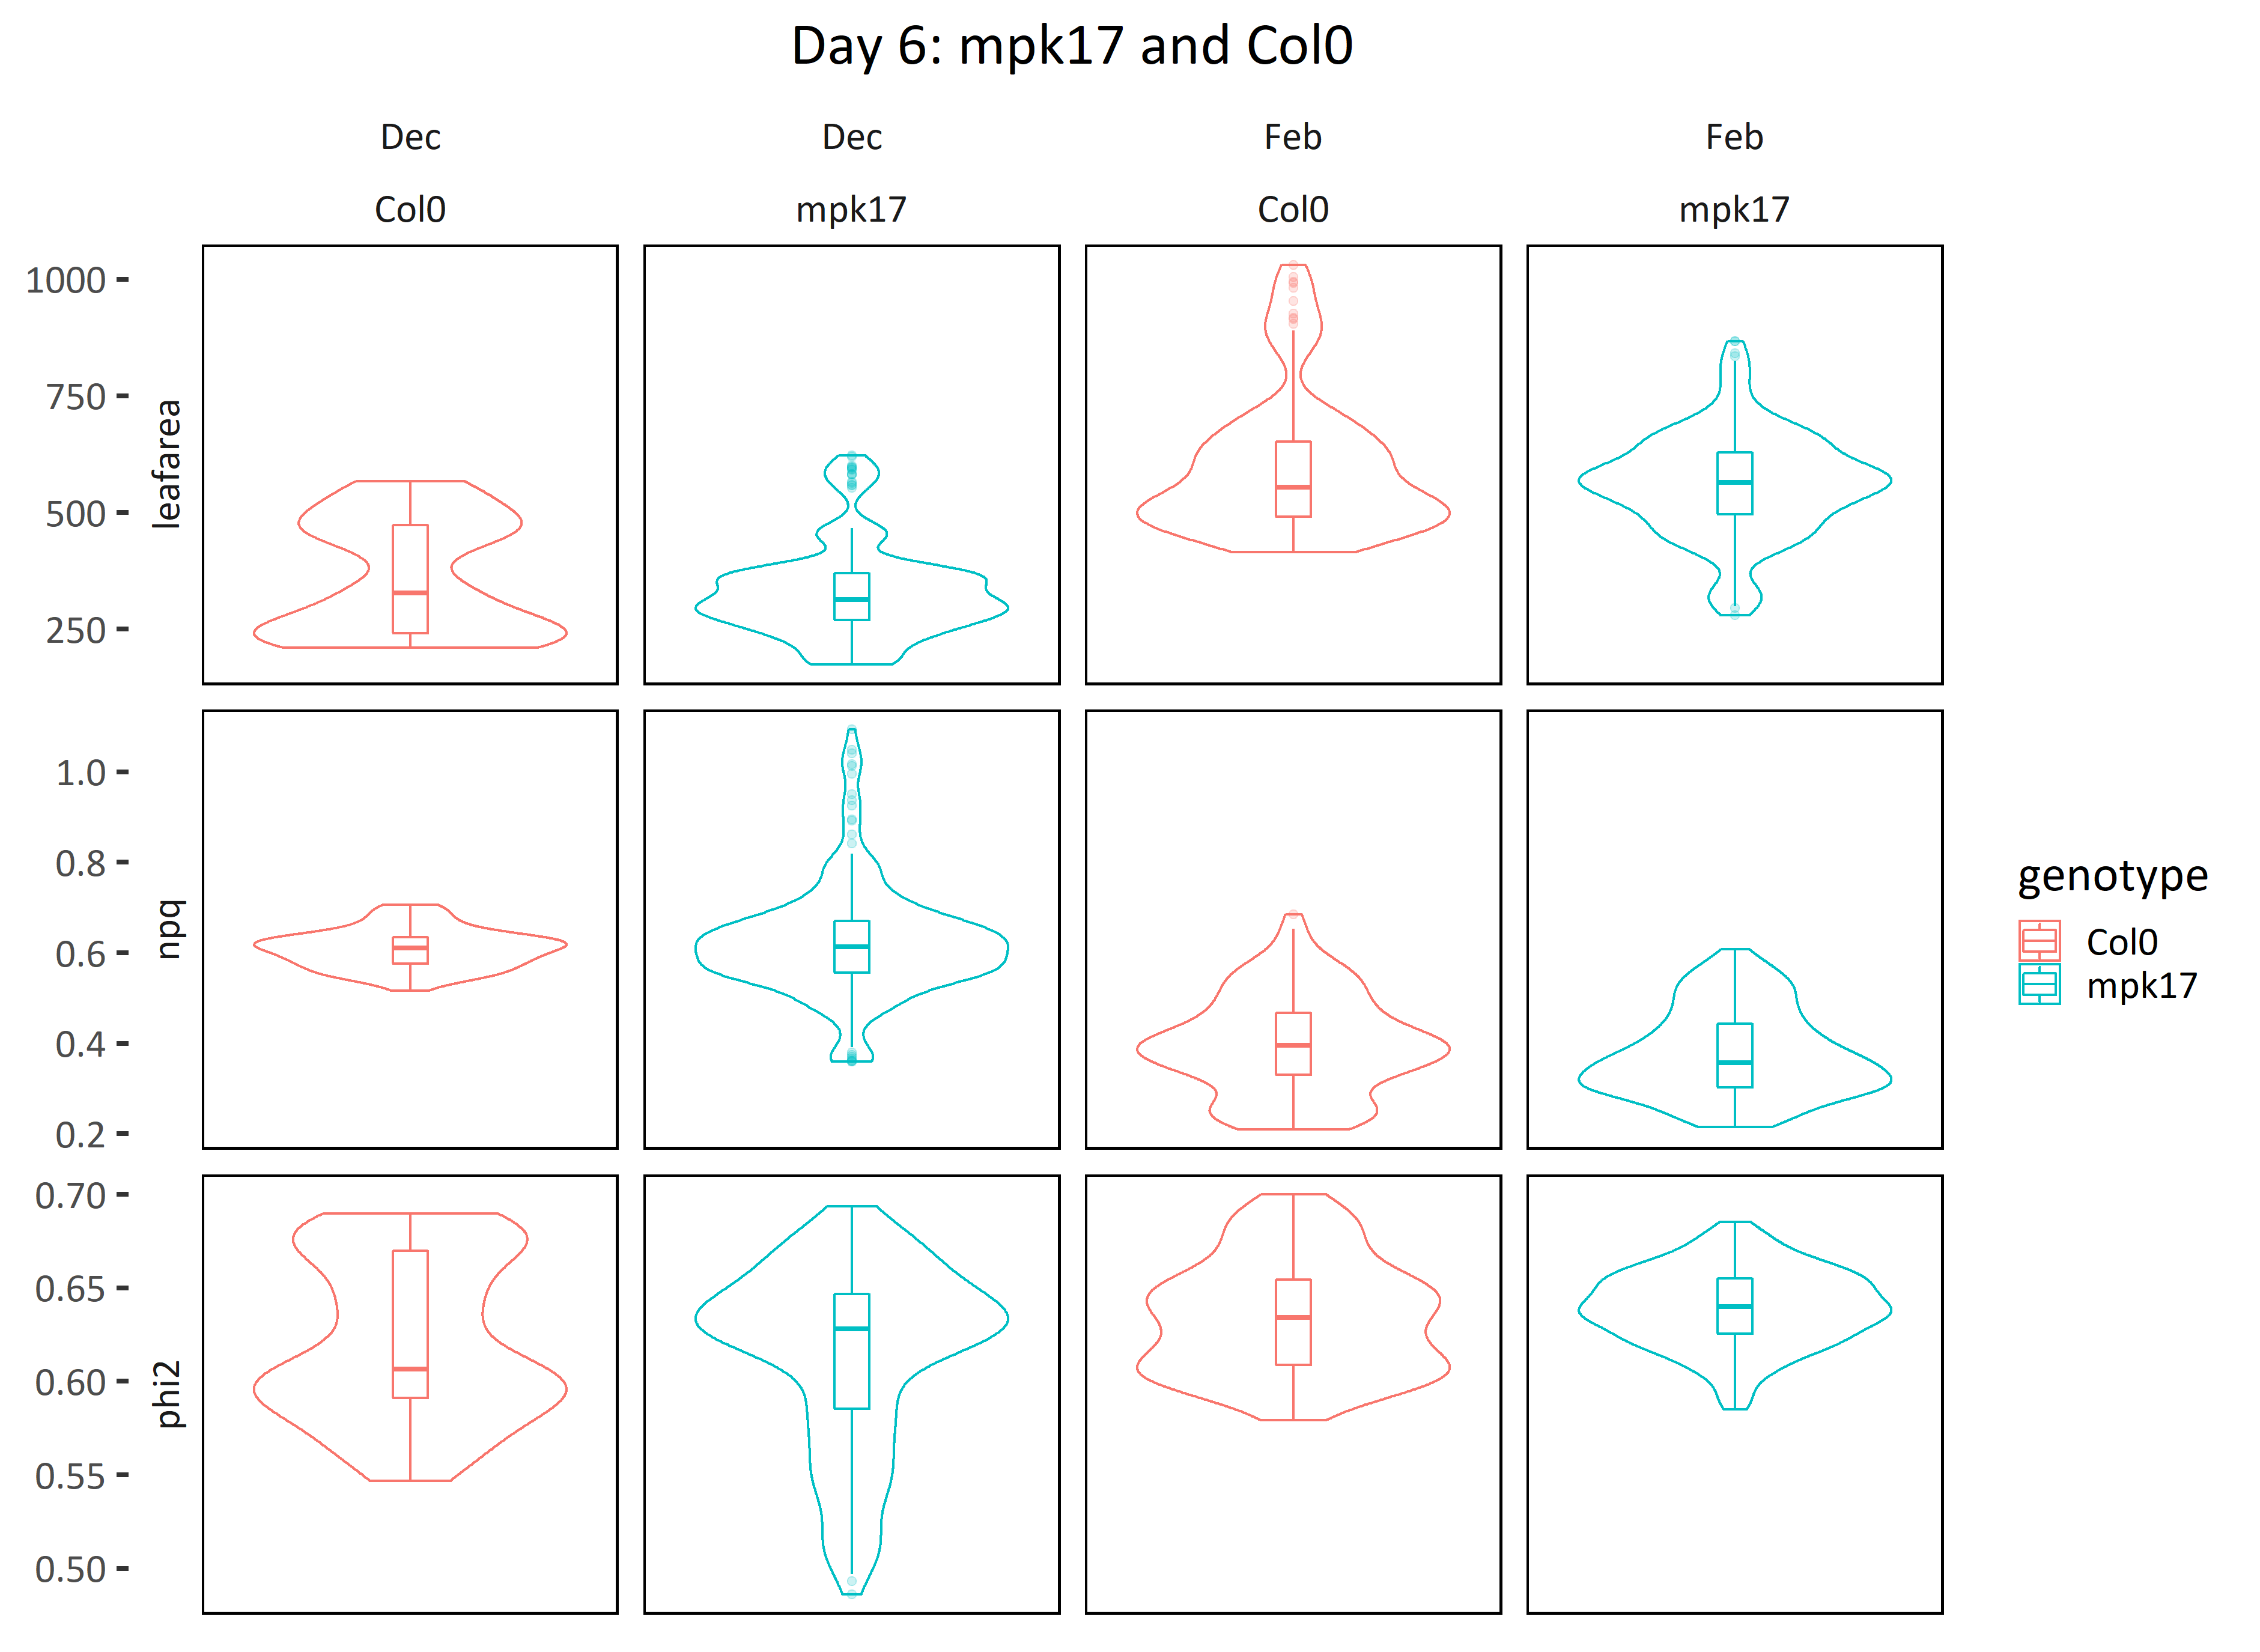 Day 6: mpk17 and Col0
Dec
Dec
Feb
Feb
Col0
mpk17
Col0
mpk17
1000
750
500
250
leafarea
1.0
0.8
0.6
0.4
0.2
npq
0.70
0.65
0.60
0.55
0.50
phi2
genotype
Col0
mpk17